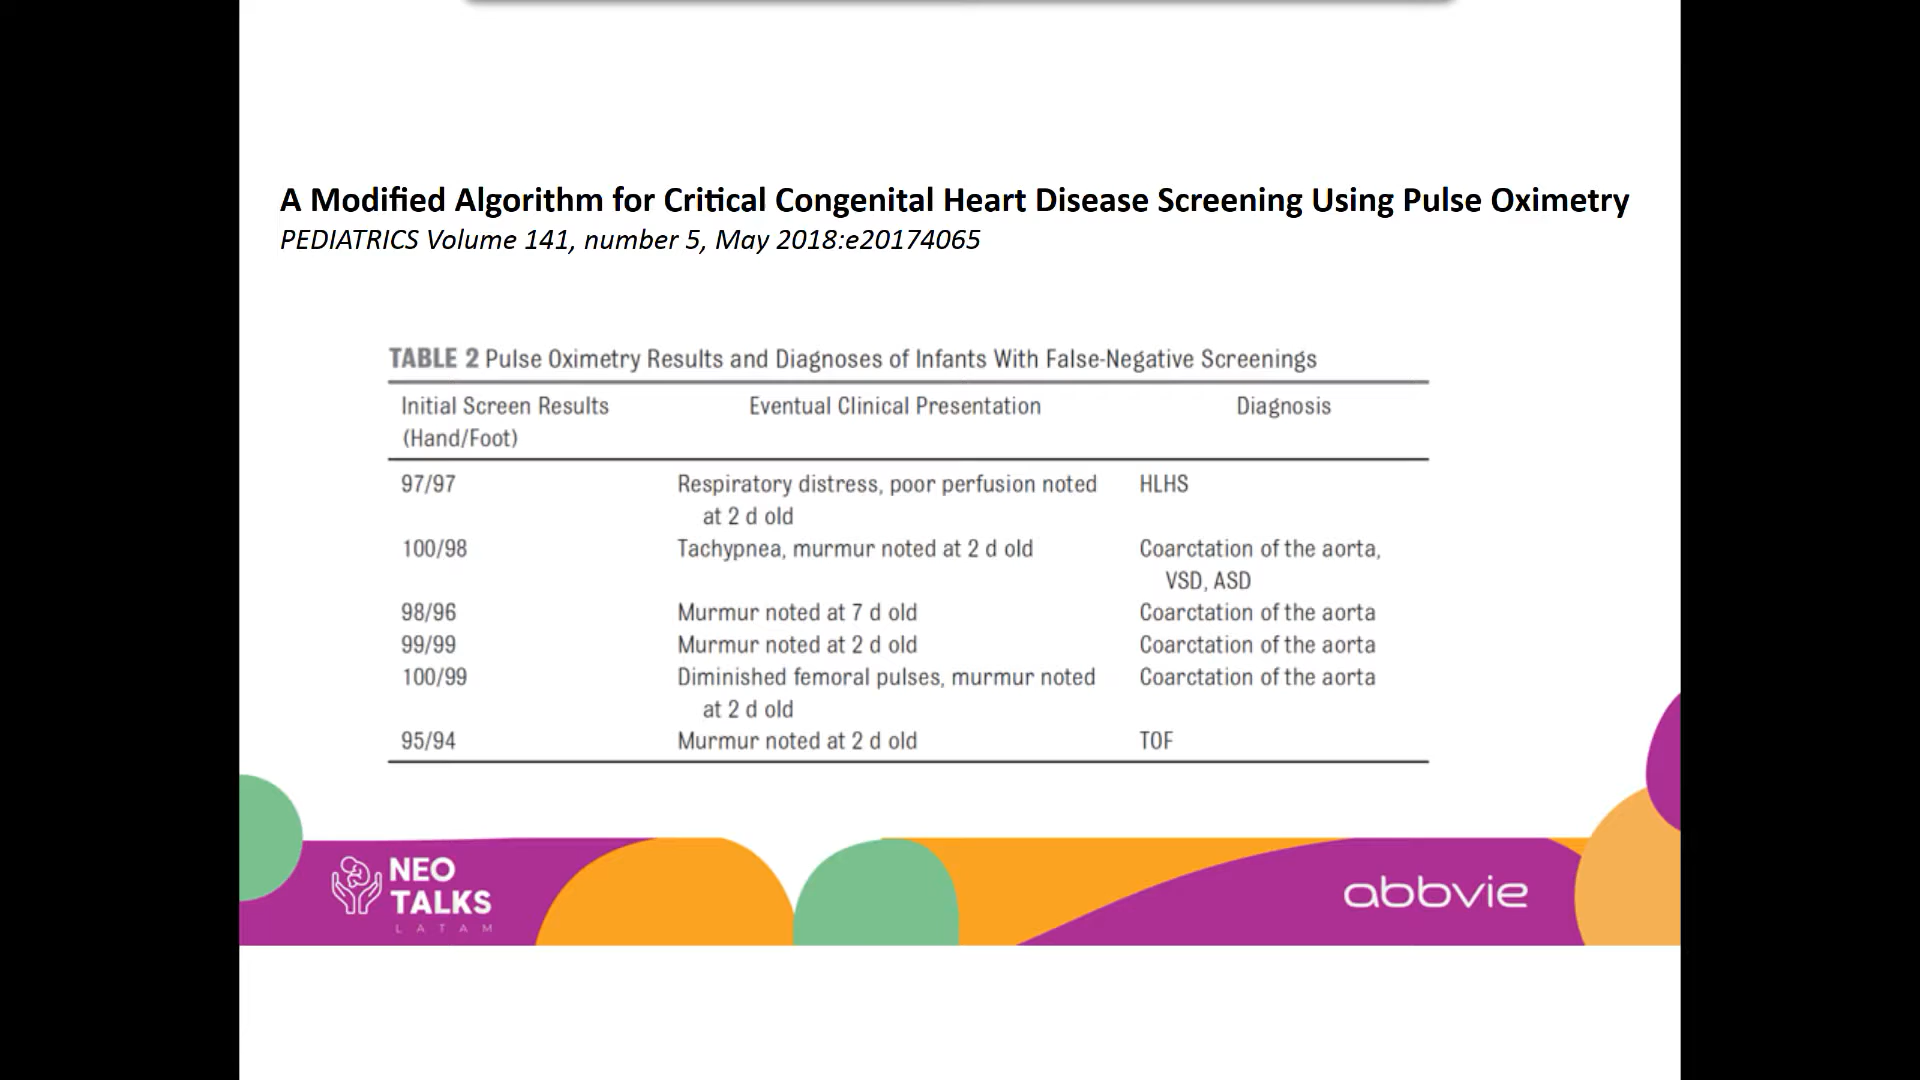 A Modified Algorithm for Critical Congenital Heart Disease Screening Using Pulse Oximetry
PEDIATRICS Volume 141, number 5, May 2018:e20174065
TABLE 2 Pulse Oximetry Results and Diagnoses of Infants With False-Negative Screenings
Initial Screen Results (Hand/Foot) Eventual Clinical Presentation Diagnosis
97/97 Respiratory distress, poor perfusion noted at 2 d old HLHS
100/98 Tachypnea, murmur noted at 2 d old Coarctation of the aorta, VSD, ASD
98/96 Murmur noted at 7 d old Coarctation of the aorta
99/99 Murmur noted at 2 d old Coarctation of the aorta
100/99 Diminished femoral pulses, murmur noted at 2 d old Coarctation of the aorta
95/94 Murmur noted at 2 d old TOF
NEO
TALKS
LATAM
abbvie